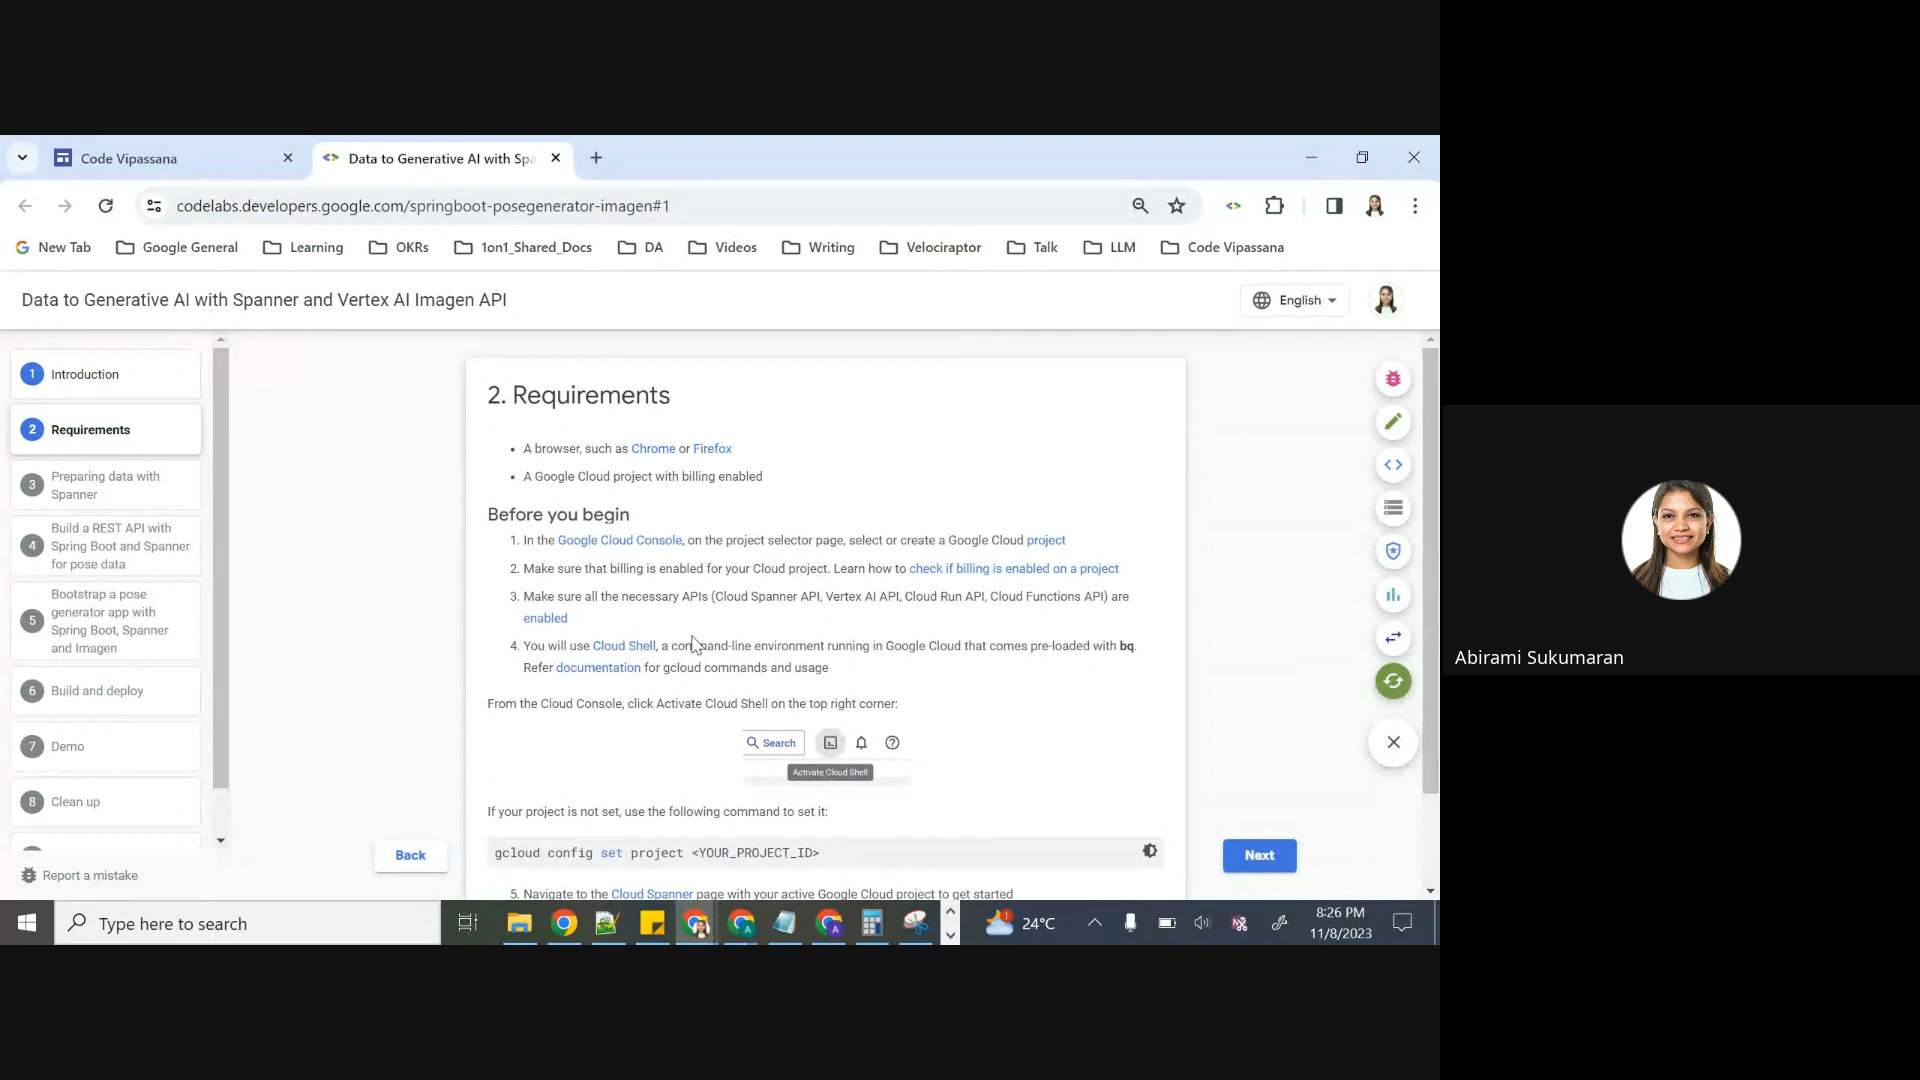 Code Vipassana
Data to Generative AI with Spa
codelabs.developers.google.com/springboot-posegenerator-imagen#1
New Tab
Google General
Learning
OKRs
1on1_Shared_Docs
DA
Videos
Writing
Velociraptor
Talk
LLM
Code Vipassana
Data to Generative AI with Spanner and Vertex AI Imagen API
English
1 Introduction
2 Requirements
3 Preparing data with
Spanner
4 Build a REST API with
Spring Boot and Spanner
for pose data
5 Bootstrap a pose
generator app with
Spring Boot, Spanner
and Imagen
6 Build and deploy
7 Demo
8 Clean up
Report a mistake
2. Requirements
• A browser, such as Chrome or Firefox
• A Google Cloud project with billing enabled
Before you begin
1. In the Google Cloud Console, on the project selector page, select or create a Google Cloud project
2. Make sure that billing is enabled for your Cloud project. Learn how to check if billing is enabled on a project
3. Make sure all the necessary APIs (Cloud Spanner API, Vertex AI API, Cloud Run API, Cloud Functions API) are
enabled
4. You will use Cloud Shell, a command-line environment running in Google Cloud that comes pre-loaded with bq.
Refer documentation for gcloud commands and usage
From the Cloud Console, click Activate Cloud Shell on the top right corner:
Search
Activate Cloud Shell
If your project is not set, use the following command to set it:
gcloud config set project <YOUR_PROJECT_ID>
5. Navigate to the Cloud Spanner page with your active Google Cloud project to get started
Back
Next
Abirami Sukumaran
Type here to search
A
A
1
24°C
8:26 PM
11/8/2023